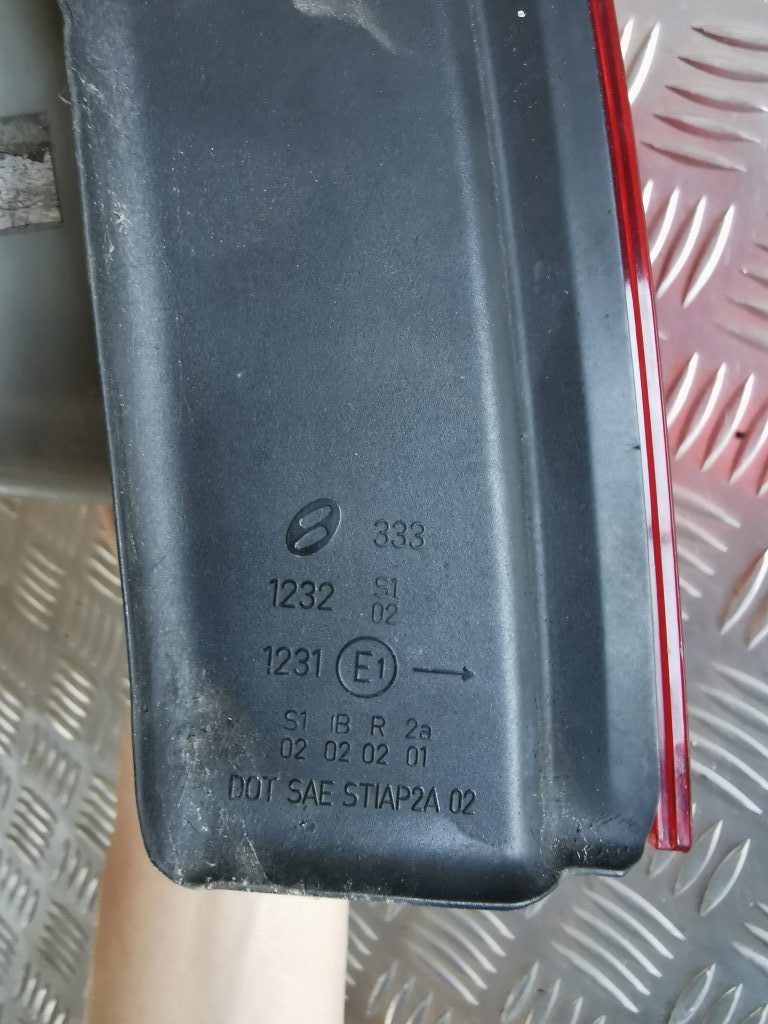 333
1232 S1
02
1231 E1 →
S1 IB R 2a
02 02 02 01
DOT SAE STIAP2A 02